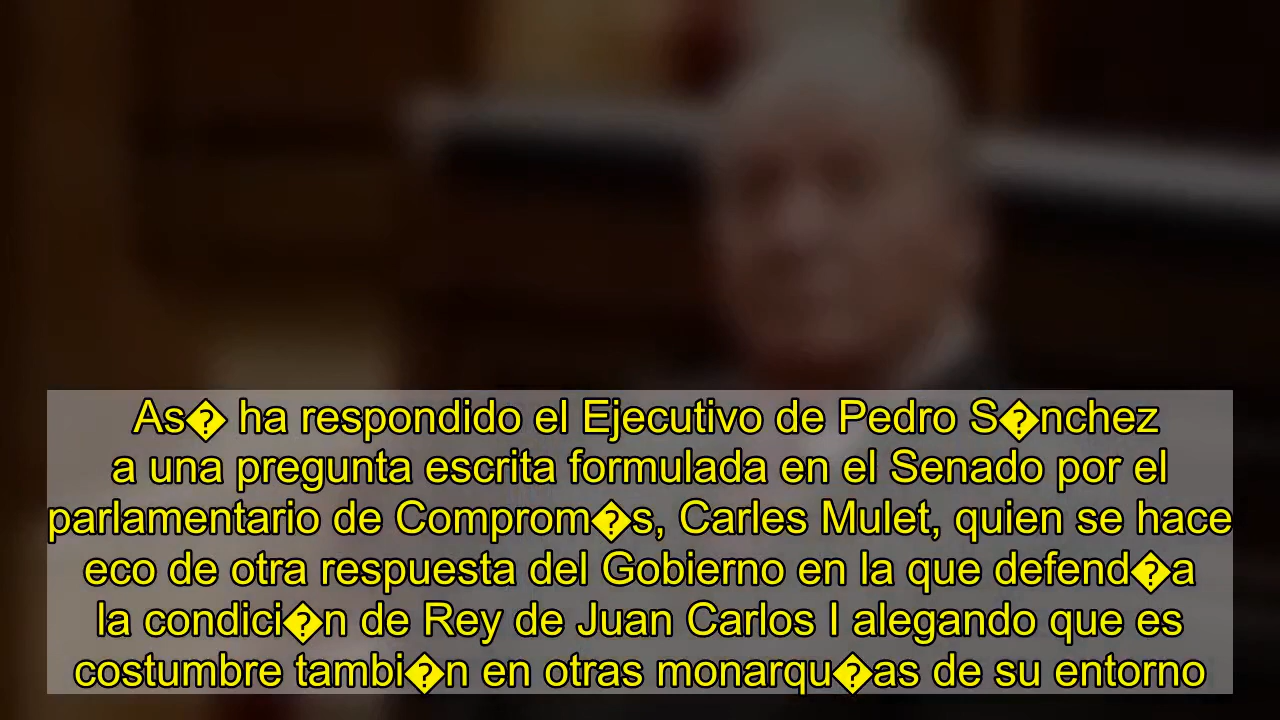 As� ha respondido el Ejecutivo de Pedro S�nchez
a una pregunta escrita formulada en el Senado por el
parlamentario de Comprom�s, Carles Mulet, quien se hace
eco de otra respuesta del Gobierno en la que defend�a
la condici�n de Rey de Juan Carlos I alegando que es
costumbre tambi�n en otras monarqu�as de su entorno